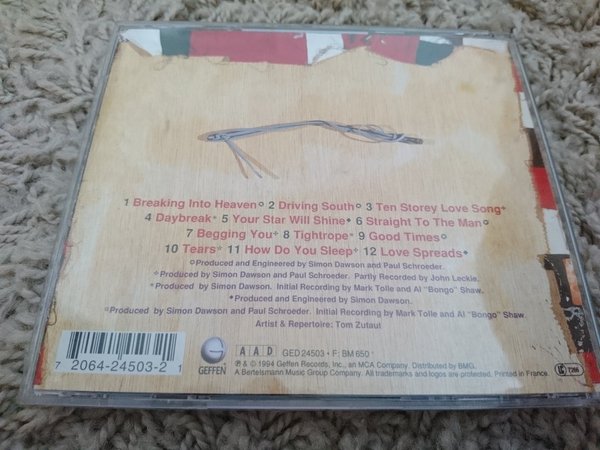 1 Breaking Into Heaven 2 Driving South 3 Ten Storey Love Song
4 Daybreak 5 Your Star Will Shine 6 Straight To The Man
7 Begging You 8 Tightrope 9 Good Times
10 Tears 11 How Do You Sleep 12 Love Spreads
Produced and Engineered by Simon Dawson and Paul Schroeder.
Produced by Simon Dawson and Paul Schroeder. Partly Recorded by John Leckie.
Produced by Simon Dawson. Initial Recording by Mark Tolle and Al "Bongo" Shaw.
Produced and Engineered by Simon Dawson.
Produced by Simon Dawson and Paul Schroeder. Initial Recording by Mark Tolle and Al "Bongo" Shaw
Artist & Repertoire: Tom Zutaut
7 2064-24503-2 1
GEFFEN
A A D GED 24503 · F: BM 650
℗ & © 1994 Geffen Records, Inc., an MCA Company. Distributed by BMG,
A Bertelsmann Music Group Company. All trademarks and logos are protected. Printed in France.